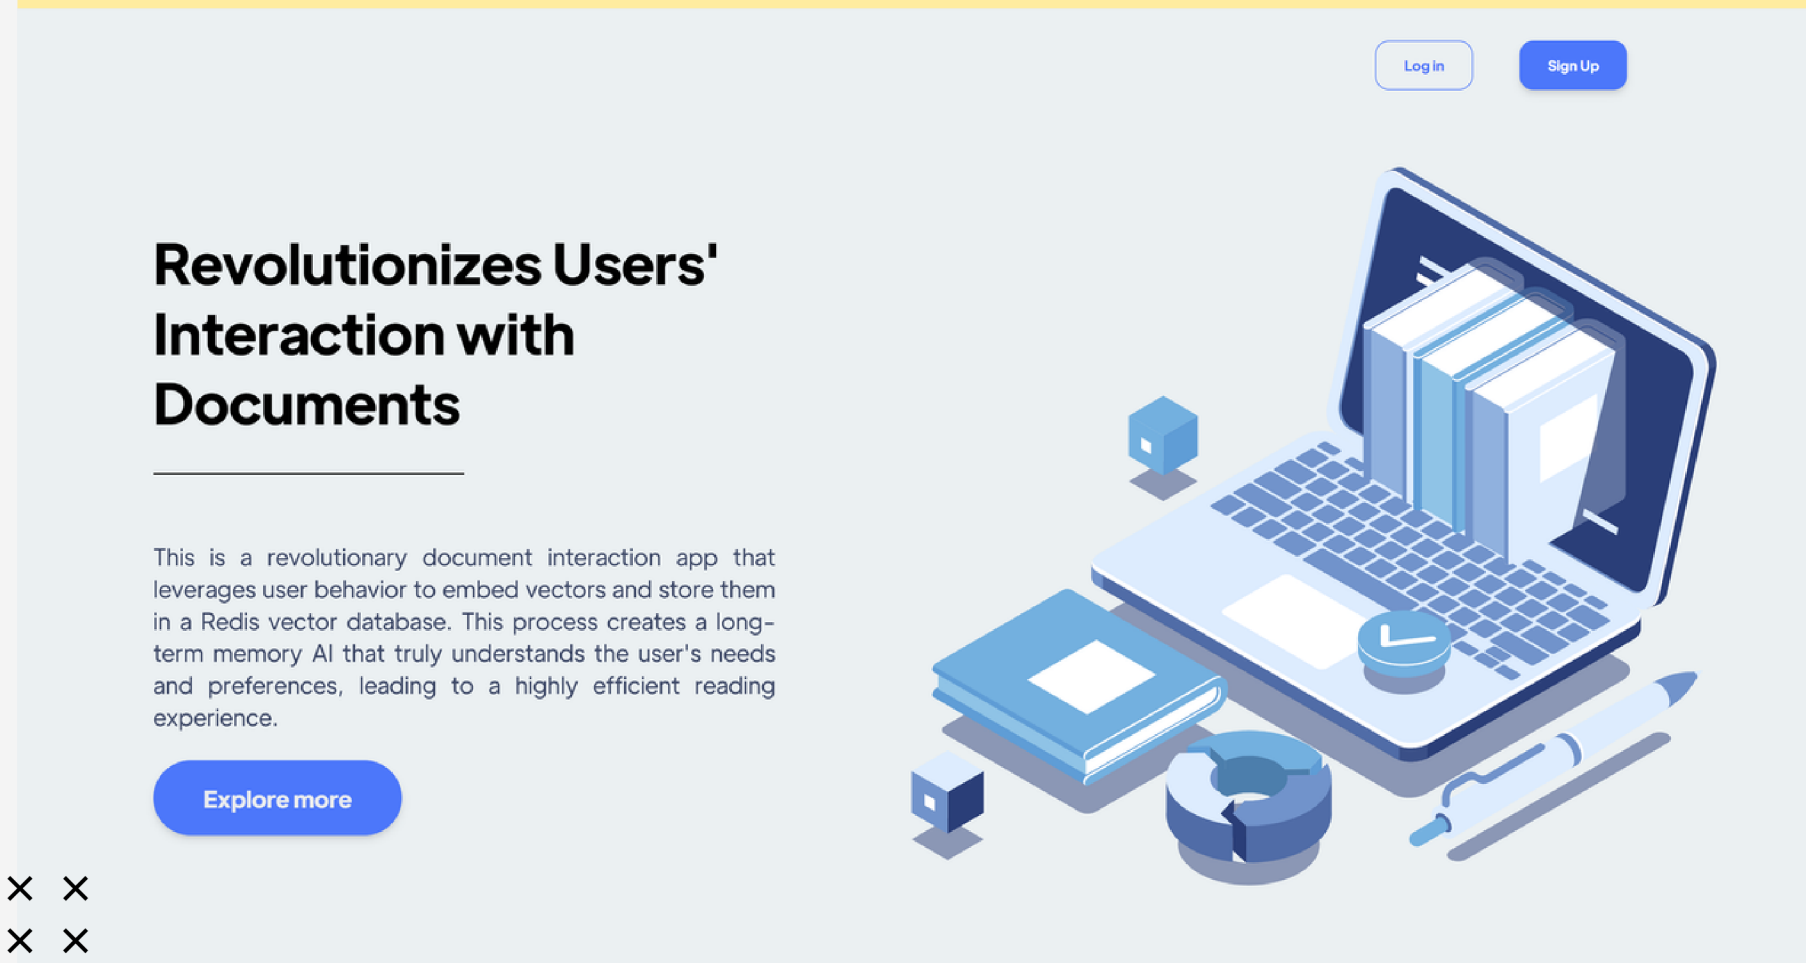 Log in
Sign Up
Revolutionizes Users'
Interaction with
Documents
This is a revolutionary document interaction app that
leverages user behavior to embed vectors and store them
in a Redis vector database. This process creates a long-
term memory AI that truly understands the user's needs
and preferences, leading to a highly efficient reading
experience.
Explore more